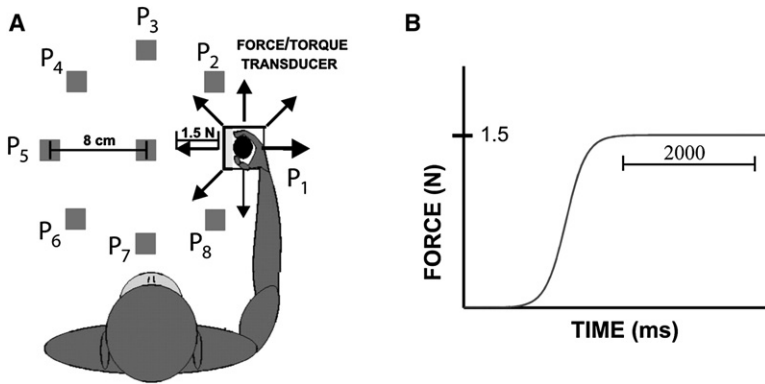 A
P3
P4
P2
FORCE/TORQUE
TRANSDUCER
P5
8 cm
1.5 N
P1
P6
P7
P8
B
FORCE (N)
1.5
2000
TIME (ms)